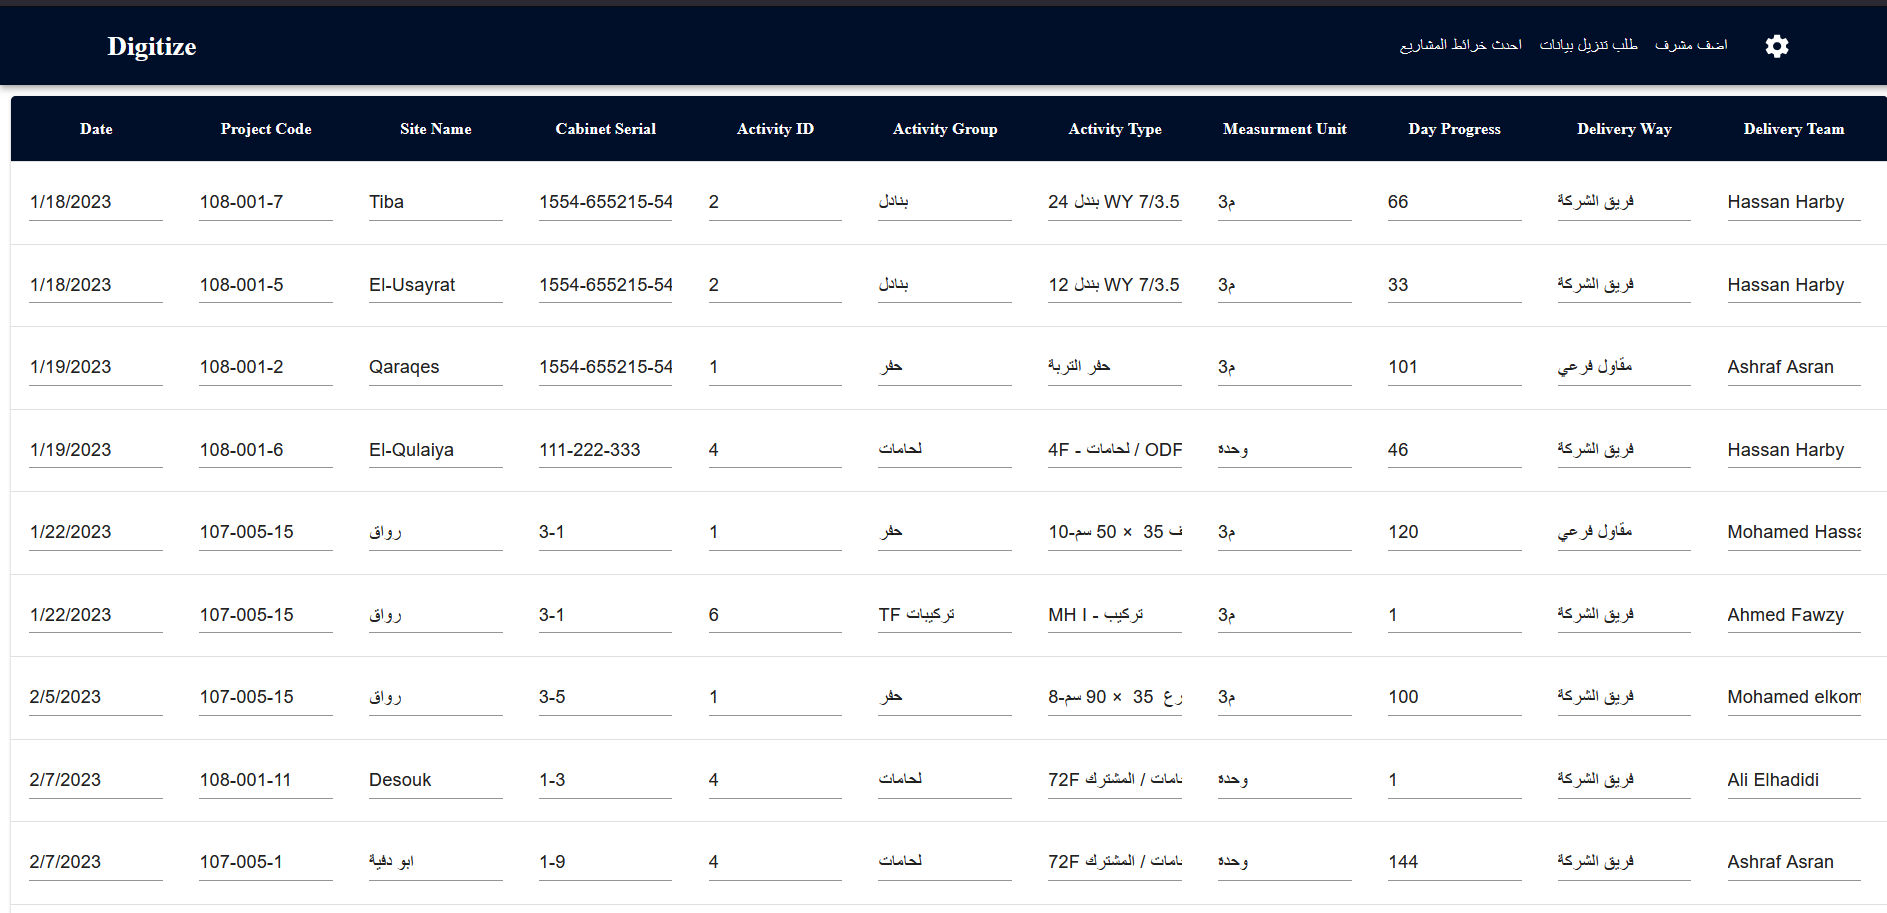 Digitize
احدث خرائط المشاريع طلب تنزيل بيانات اضف مشرف
Date Project Code Site Name Cabinet Serial Activity ID Activity Group Activity Type Measurment Unit Day Progress Delivery Way Delivery Team
1/18/2023 108-001-7 Tiba 1554-655215-54 2 بنادل 24 بندل WY 7/3.5 م3 66 فريق الشركة Hassan Harby
1/18/2023 108-001-5 El-Usayrat 1554-655215-54 2 بنادل 12 بندل WY 7/3.5 م3 33 فريق الشركة Hassan Harby
1/19/2023 108-001-2 Qaraqes 1554-655215-54 1 حفر حفر التربة م3 101 مقاول فرعي Ashraf Asran
1/19/2023 108-001-6 El-Qulaiya 111-222-333 4 لحامات 4F - لحامات / ODF وحده 46 فريق الشركة Hassan Harby
1/22/2023 107-005-15 رواق 3-1 1 حفر 10-ف 35 × 50 سم م3 120 مقاول فرعي Mohamed Hassa
1/22/2023 107-005-15 رواق 3-1 6 تركيبات TF MH I - تركيب م3 1 فريق الشركة Ahmed Fawzy
2/5/2023 107-005-15 رواق 3-5 1 حفر 8-رع 35 × 90 سم م3 100 فريق الشركة Mohamed elkom
2/7/2023 108-001-11 Desouk 1-3 4 لحامات 72F امات / المشترك وحده 1 فريق الشركة Ali Elhadidi
2/7/2023 107-005-1 ابو دفية 1-9 4 لحامات 72F امات / المشترك وحده 144 فريق الشركة Ashraf Asran